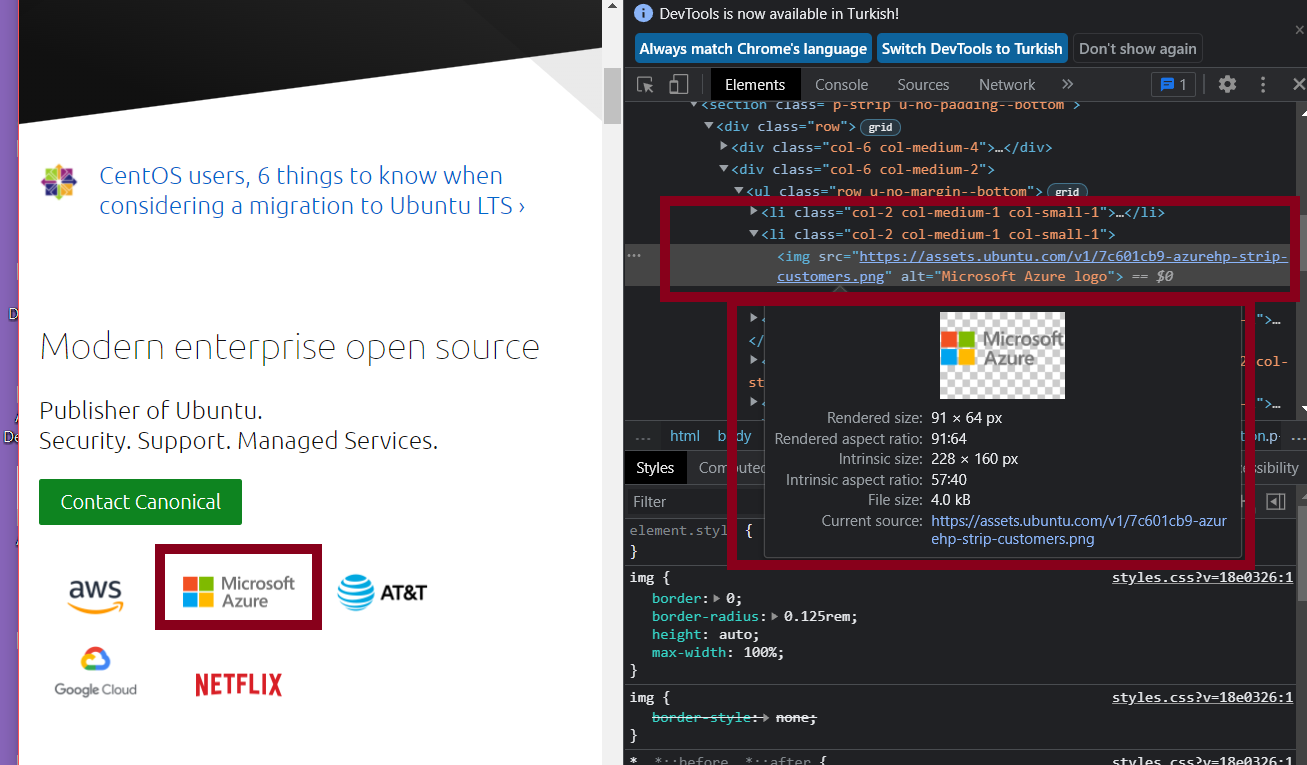 CentOS users, 6 things to know when
considering a migration to Ubuntu LTS ›
Modern enterprise open source
Publisher of Ubuntu.
Security. Support. Managed Services.
Contact Canonical
aws
Microsoft
Azure
AT&T
Google Cloud
NETFLIX
DevTools is now available in Turkish!
Always match Chrome's language
Switch DevTools to Turkish
Don't show again
Elements
Console
Sources
Network
1
<section class="p-strip u-no-padding--bottom">
<div class="row"> grid
<div class="col-6 col-medium-4">…</div>
<div class="col-6 col-medium-2">
<ul class="row u-no-margin--bottom"> grid
<li class="col-2 col-medium-1 col-small-1">…</li>
<li class="col-2 col-medium-1 col-small-1">
<img src="https://assets.ubuntu.com/v1/7c601cb9-azurehp-strip-
customers.png" alt="Microsoft Azure logo"> == $0
">…
</
2 col-
st
">…
Microsoft
Azure
Rendered size: 91 × 64 px
Rendered aspect ratio: 91:64
Intrinsic size: 228 × 160 px
Intrinsic aspect ratio: 57:40
File size: 4.0 kB
Current source: https://assets.ubuntu.com/v1/7c601cb9-azur
ehp-strip-customers.png
… html b dy
on.p …
Styles
Computed
essibility
Filter
element.styl {
}
img { styles.css?v=18e0326:1
border: 0;
border-radius: 0.125rem;
height: auto;
max-width: 100%;
}
img { styles.css?v=18e0326:1
border-style: none;
}
*, *::before, *::after { styles.css?v=18e0326:1